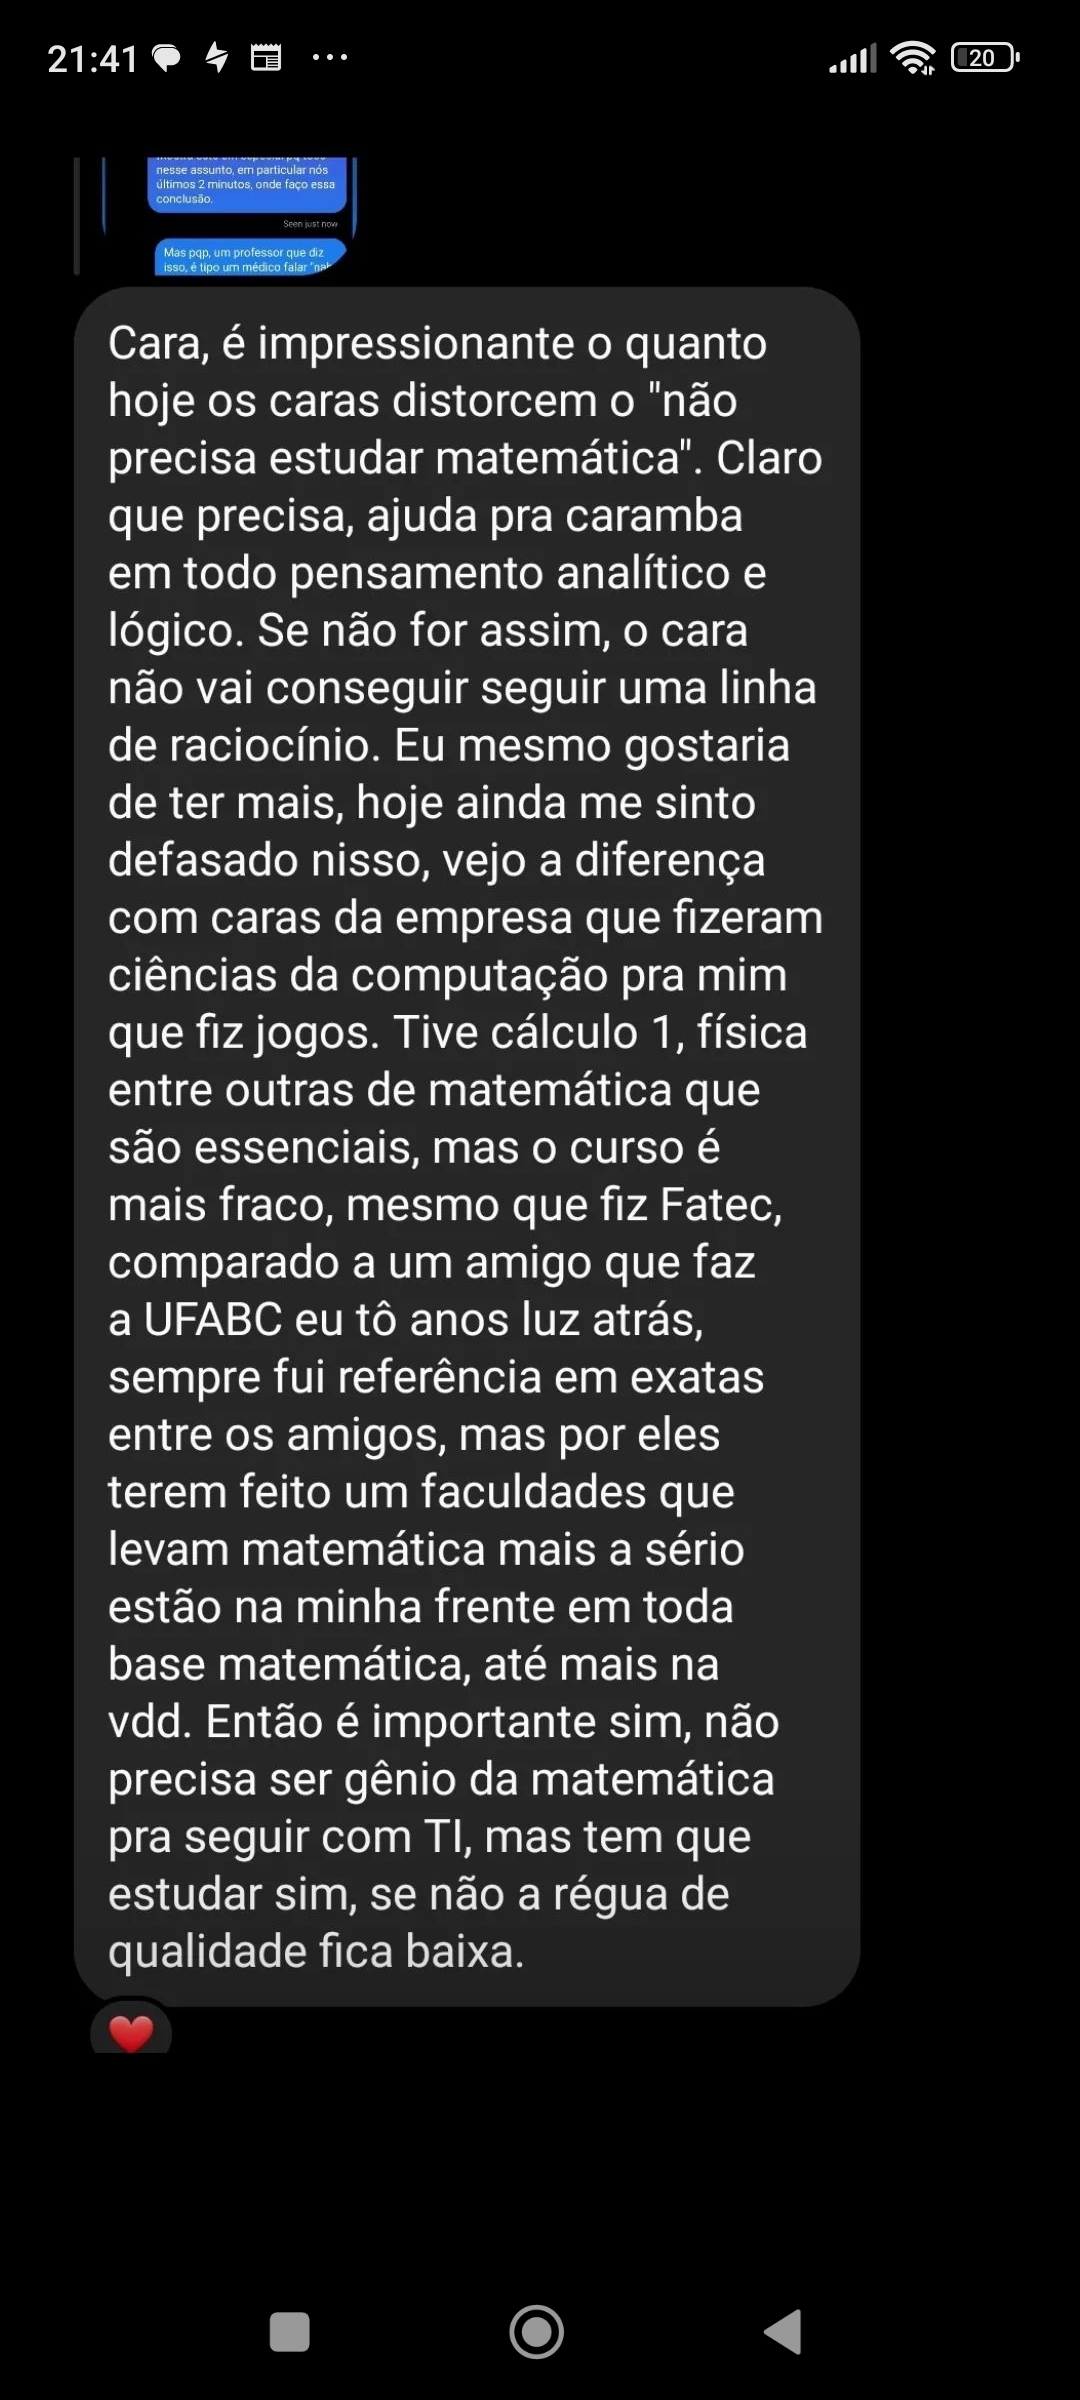 21:41
20
nesse assunto, em particular nós
últimos 2 minutos, onde faço essa
conclusão.
Seen just now
Mas pqp, um professor que diz
isso, é tipo um médico falar "nah
Cara, é impressionante o quanto
hoje os caras distorcem o "não
precisa estudar matemática". Claro
que precisa, ajuda pra caramba
em todo pensamento analítico e
lógico. Se não for assim, o cara
não vai conseguir seguir uma linha
de raciocínio. Eu mesmo gostaria
de ter mais, hoje ainda me sinto
defasado nisso, vejo a diferença
com caras da empresa que fizeram
ciências da computação pra mim
que fiz jogos. Tive cálculo 1, física
entre outras de matemática que
são essenciais, mas o curso é
mais fraco, mesmo que fiz Fatec,
comparado a um amigo que faz
a UFABC eu tô anos luz atrás,
sempre fui referência em exatas
entre os amigos, mas por eles
terem feito um faculdades que
levam matemática mais a sério
estão na minha frente em toda
base matemática, até mais na
vdd. Então é importante sim, não
precisa ser gênio da matemática
pra seguir com TI, mas tem que
estudar sim, se não a régua de
qualidade fica baixa.